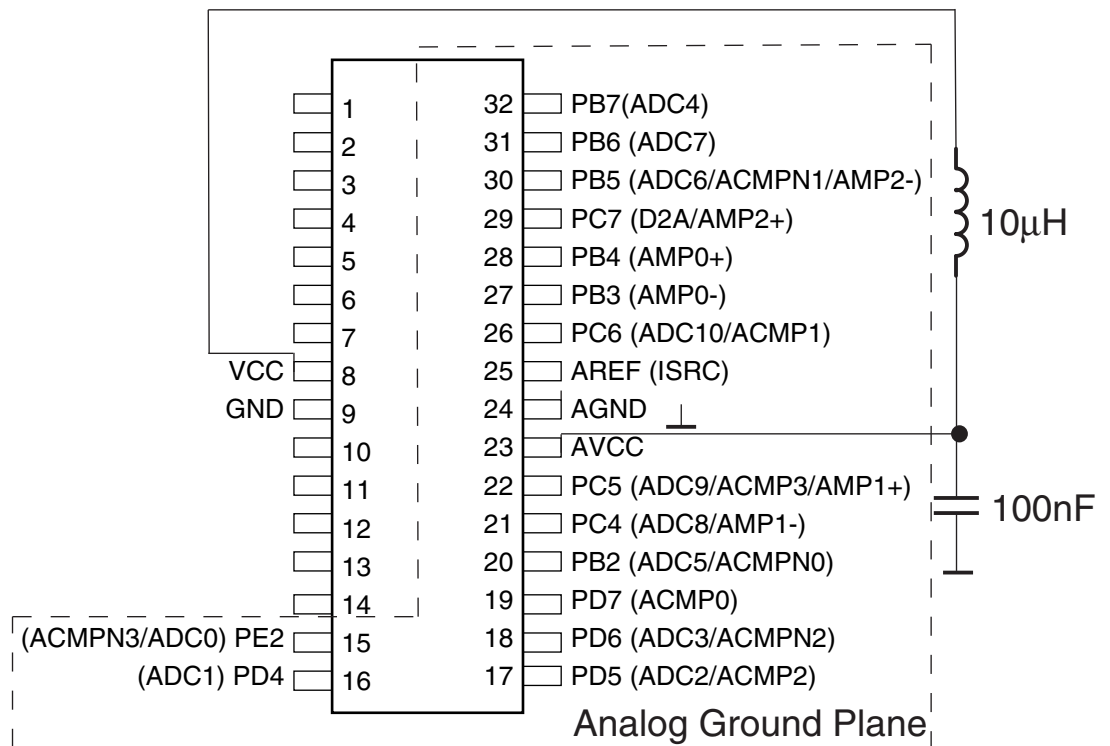 1 32 PB7(ADC4)
2 31 PB6 (ADC7)
3 30 PB5 (ADC6/ACMPN1/AMP2-)
4 29 PC7 (D2A/AMP2+)
5 28 PB4 (AMP0+)
6 27 PB3 (AMP0-)
7 26 PC6 (ADC10/ACMP1)
VCC 8 25 AREF (ISRC)
GND 9 24 AGND
10 23 AVCC
11 22 PC5 (ADC9/ACMP3/AMP1+)
12 21 PC4 (ADC8/AMP1-)
13 20 PB2 (ADC5/ACMPN0)
14 19 PD7 (ACMP0)
(ACMPN3/ADC0) PE2 15 18 PD6 (ADC3/ACMPN2)
(ADC1) PD4 16 17 PD5 (ADC2/ACMP2)
10μH
100nF
Analog Ground Plane